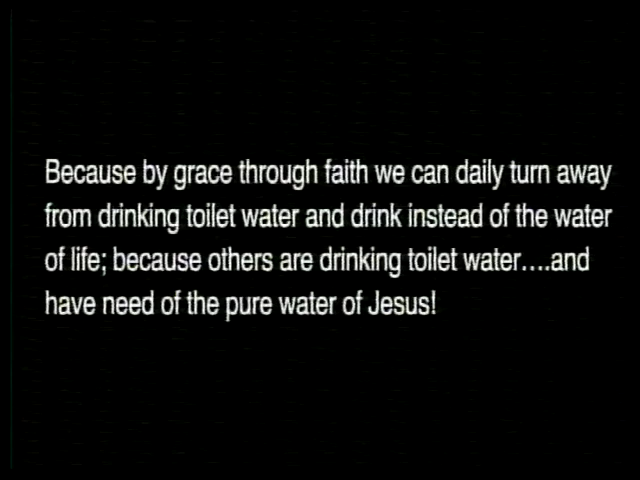 Because by grace through faith we can daily turn away
from drinking toilet water and drink instead of the water
of life; because others are drinking toilet water....and
have need of the pure water of Jesus!